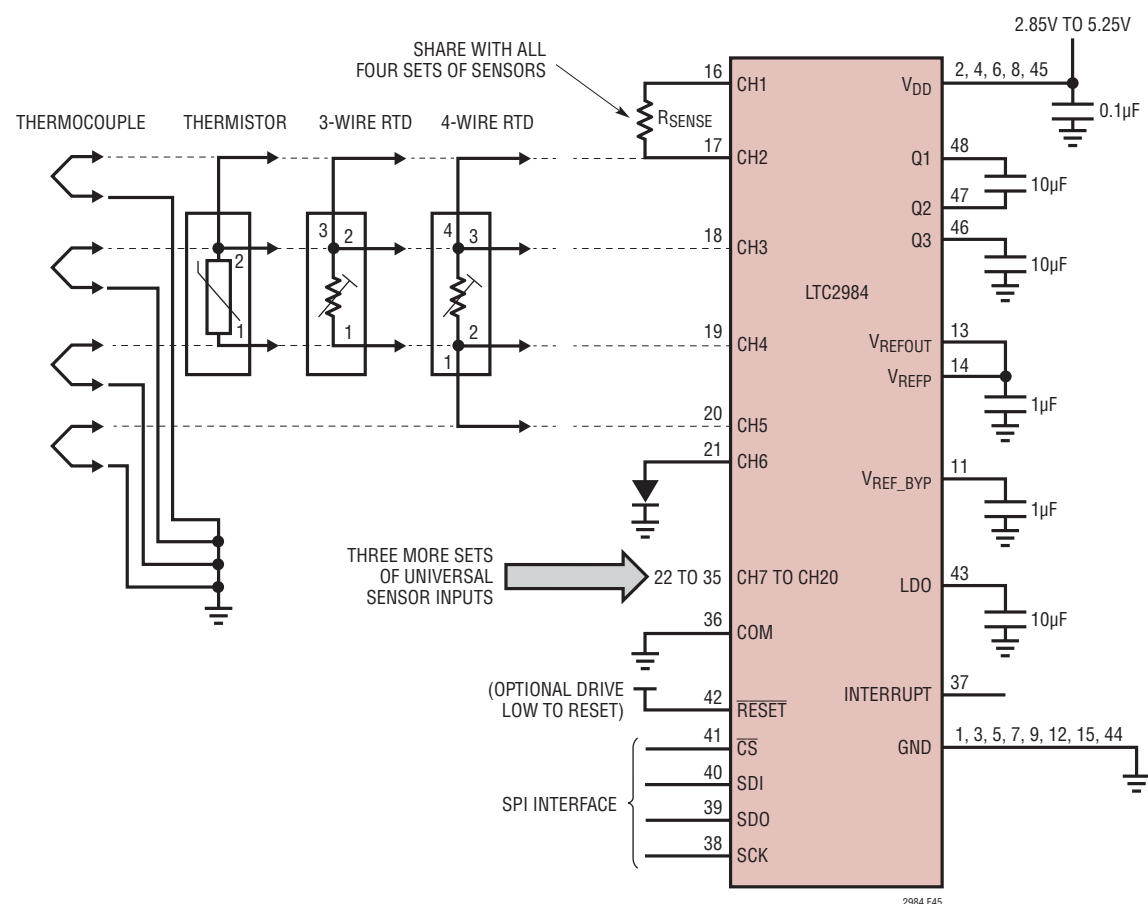 2.85V TO 5.25V
SHARE WITH ALL
FOUR SETS OF SENSORS
THERMOCOUPLE
THERMISTOR
3-WIRE RTD
4-WIRE RTD
2
1
3
2
1
4
3
2
1
RSENSE
16
CH1
17
CH2
18
CH3
19
CH4
20
CH5
21
CH6
THREE MORE SETS
OF UNIVERSAL
SENSOR INPUTS
22 TO 35
CH7 TO CH20
36
COM
(OPTIONAL DRIVE
LOW TO RESET)
42
RESET
SPI INTERFACE
41
CS
40
SDI
39
SDO
38
SCK
LTC2984
VDD
2, 4, 6, 8, 45
0.1µF
Q1
48
10µF
Q2
47
Q3
46
10µF
VREFOUT
13
VREFP
14
1µF
VREF_BYP
11
1µF
LDO
43
10µF
INTERRUPT
37
GND
1, 3, 5, 7, 9, 12, 15, 44
2984 F45